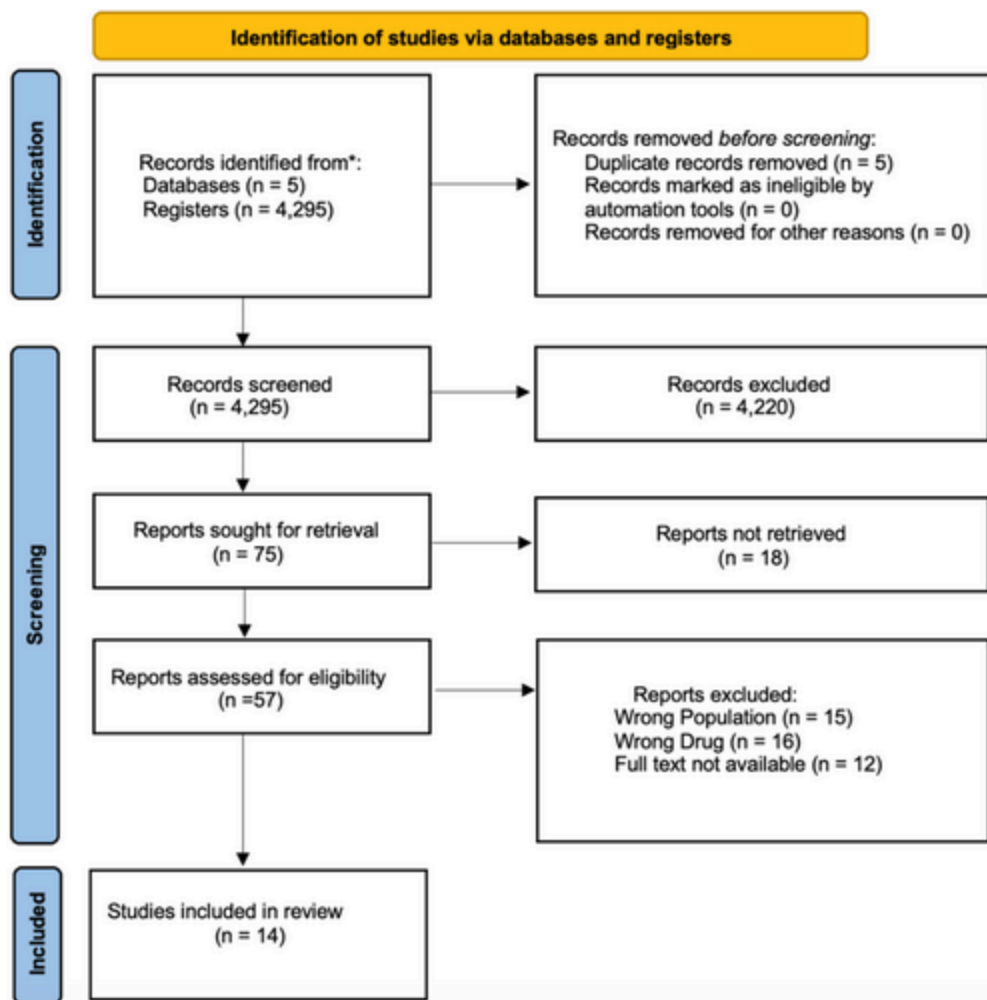 Identification of studies via databases and registers
Identification
Records identified from*:
Databases (n = 5)
Registers (n = 4,295)
Records removed before screening:
Duplicate records removed (n = 5)
Records marked as ineligible by
automation tools (n = 0)
Records removed for other reasons (n = 0)
Screening
Records screened
(n = 4,295)
Records excluded
(n = 4,220)
Reports sought for retrieval
(n = 75)
Reports not retrieved
(n = 18)
Reports assessed for eligibility
(n =57)
Reports excluded:
Wrong Population (n = 15)
Wrong Drug (n = 16)
Full text not available (n = 12)
Included
Studies included in review
(n = 14)